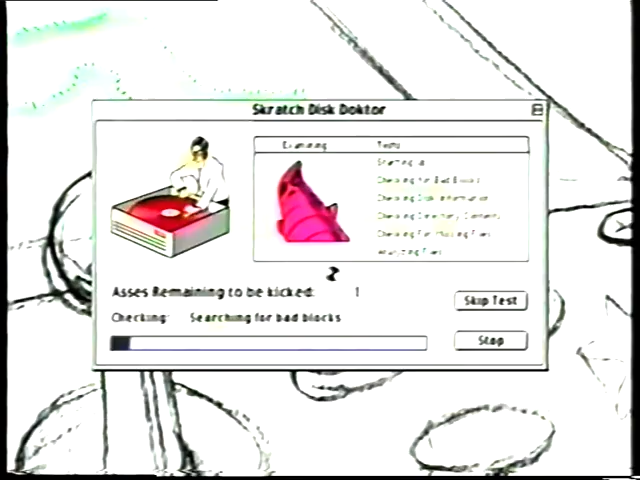 Skratch Disk Doktor
Examining Tests
Starting up
Checking for Bad Blocks
Checking Disk Information
Checking Directory Contents
Checking for Missing Files
Analyzing Files
Asses Remaining to be kicked: 1
Checking: Searching for bad blocks
Skip Test
Stop